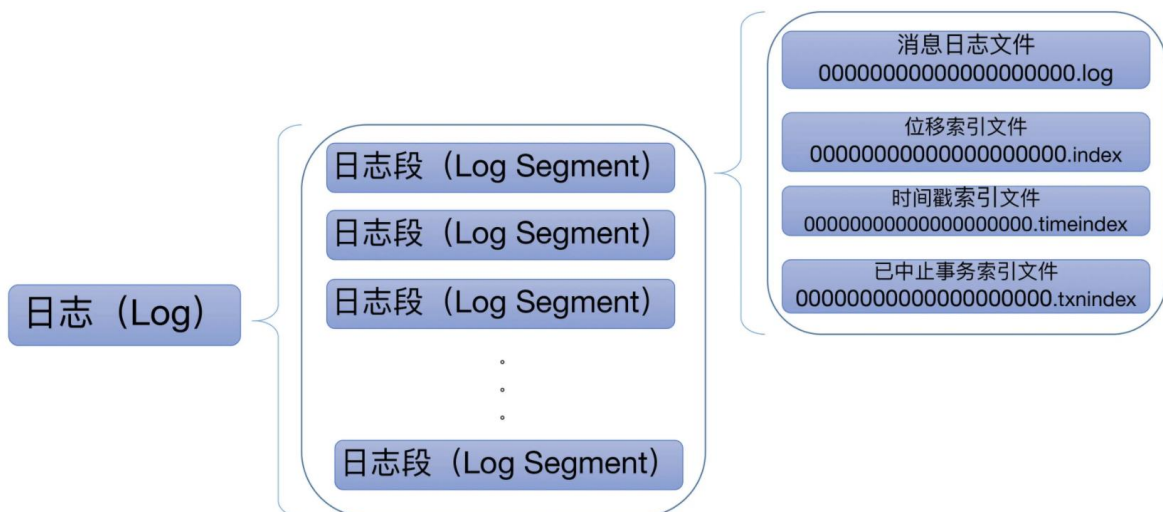 日志（Log）
日志段（Log Segment）
日志段（Log Segment）
日志段（Log Segment）
日志段（Log Segment）
消息日志文件
00000000000000000000.log
位移索引文件
00000000000000000000.index
时间戳索引文件
00000000000000000000.timeindex
已中止事务索引文件
00000000000000000000.txnindex